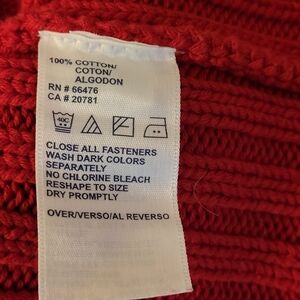 100% COTTON/
COTON/
ALGODON
RN # 66476
CA # 20781
40C
CLOSE ALL FASTENERS
WASH DARK COLORS
SEPARATELY
NO CHLORINE BLEACH
RESHAPE TO SIZE
DRY PROMPTLY
OVER/VERSO/AL REVERSO